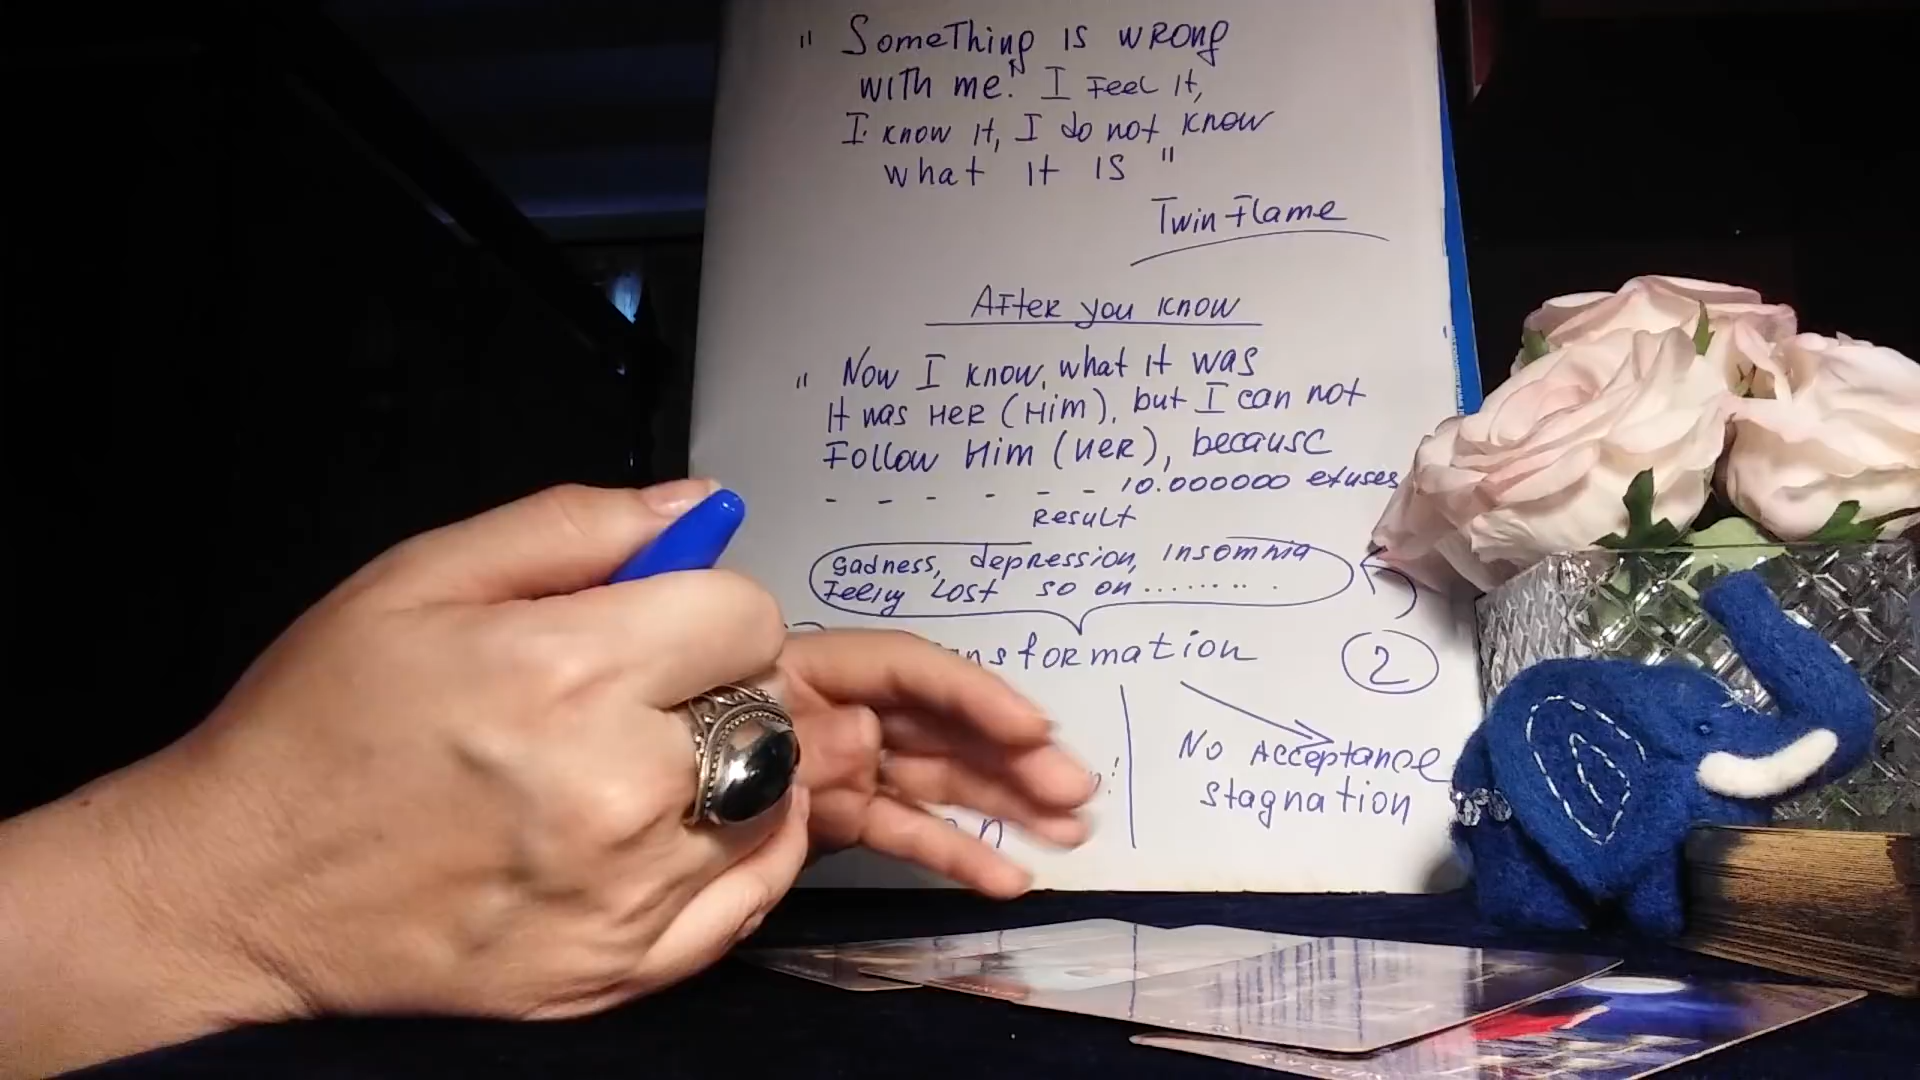 " Something is wrong
with me." I Feel It,
I know It, I do not know
what It IS "
Twin Flame
After you know
" Now I know, what It was
It was HER (Him), but I can not
Follow Him (HER), because
- - - - - - 10.000000 exuses
Result
sadness, depression, Insomnia
Feeliy Lost so on ........
nsformation
2
No Acceptance
Stagnation